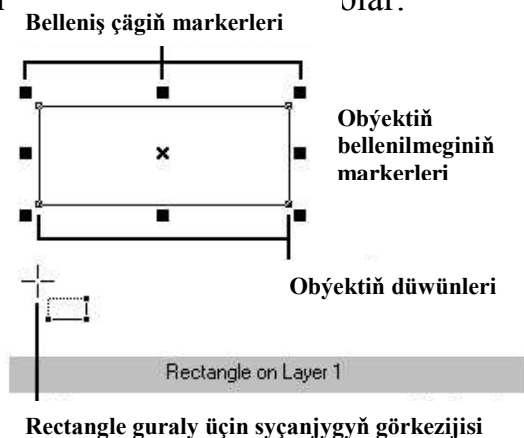 Belleniş çägiň markerleri
Obýektiň
bellenilmeginiň
markerleri
Obýektiň düwünleri
Rectangle on Layer 1
Rectangle guraly üçin syçanjygyň görkezijisi